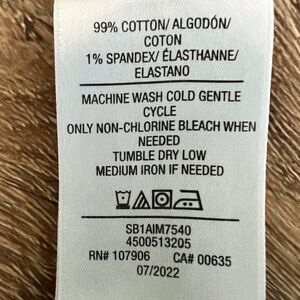 99% COTTON/ ALGODÓN/
COTON
1% SPANDEX/ ÉLASTHANNE/
ELASTANO
MACHINE WASH COLD GENTLE
CYCLE
ONLY NON-CHLORINE BLEACH WHEN
NEEDED
TUMBLE DRY LOW
MEDIUM IRON IF NEEDED
SB1AIM7540
4500513205
RN# 107906 CA# 00635
07/2022